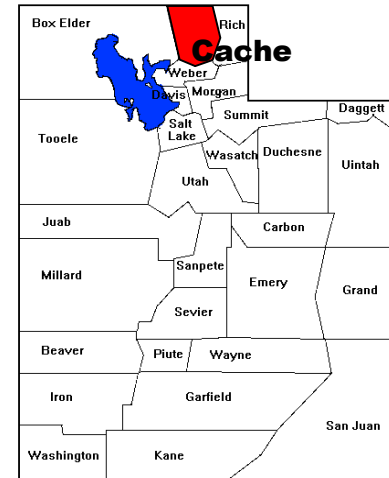 Box Elder
Rich
Cache
Weber
Davis
Morgan
Daggett
Summit
Salt
Lake
Tooele
Wasatch
Duchesne
Uintah
Utah
Juab
Carbon
Sanpete
Millard
Emery
Grand
Sevier
Beaver
Piute
Wayne
Iron
Garfield
San Juan
Washington
Kane